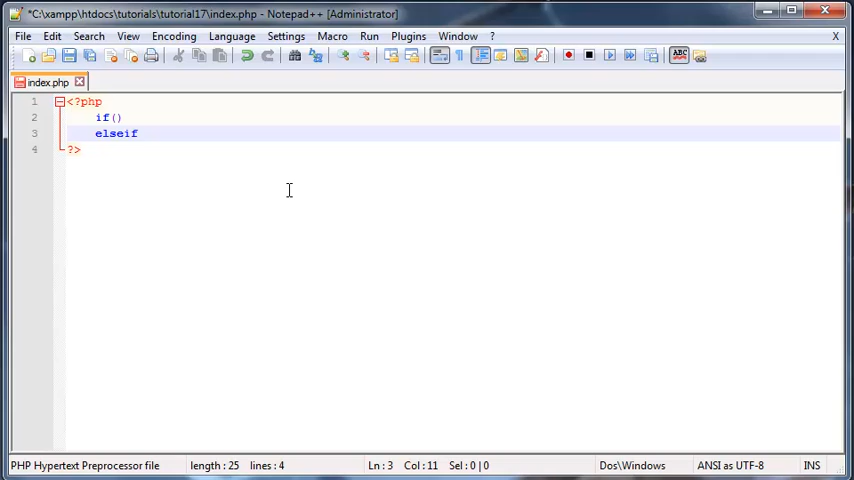 *C:\xampp\htdocs\tutorials\tutorial17\index.php - Notepad++ [Administrator]
File Edit Search View Encoding Language Settings Macro Run Plugins Window ? X
ABC
index.php
1 <?php
2 if()
3 elseif
4 ?>
PHP Hypertext Preprocessor file length : 25 lines : 4 Ln : 3 Col : 11 Sel : 0 | 0 Dos\Windows ANSI as UTF-8 INS